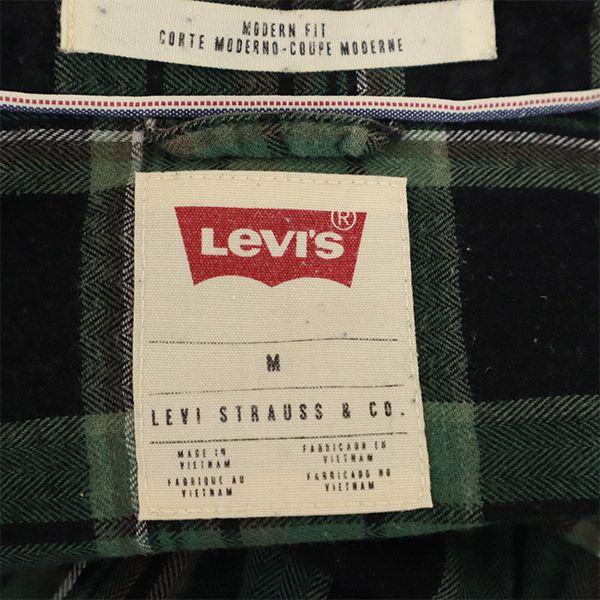 MODERN FIT
CORTE MODERNO-COUPE MODERNE
LEVI'S®
M
LEVI STRAUSS & CO.
MADE IN
VIETNAM
FABRICADO EN
VIETNAM
FABRIQUE AU
VIETNAM
FABRICADO NO
VIETNAM